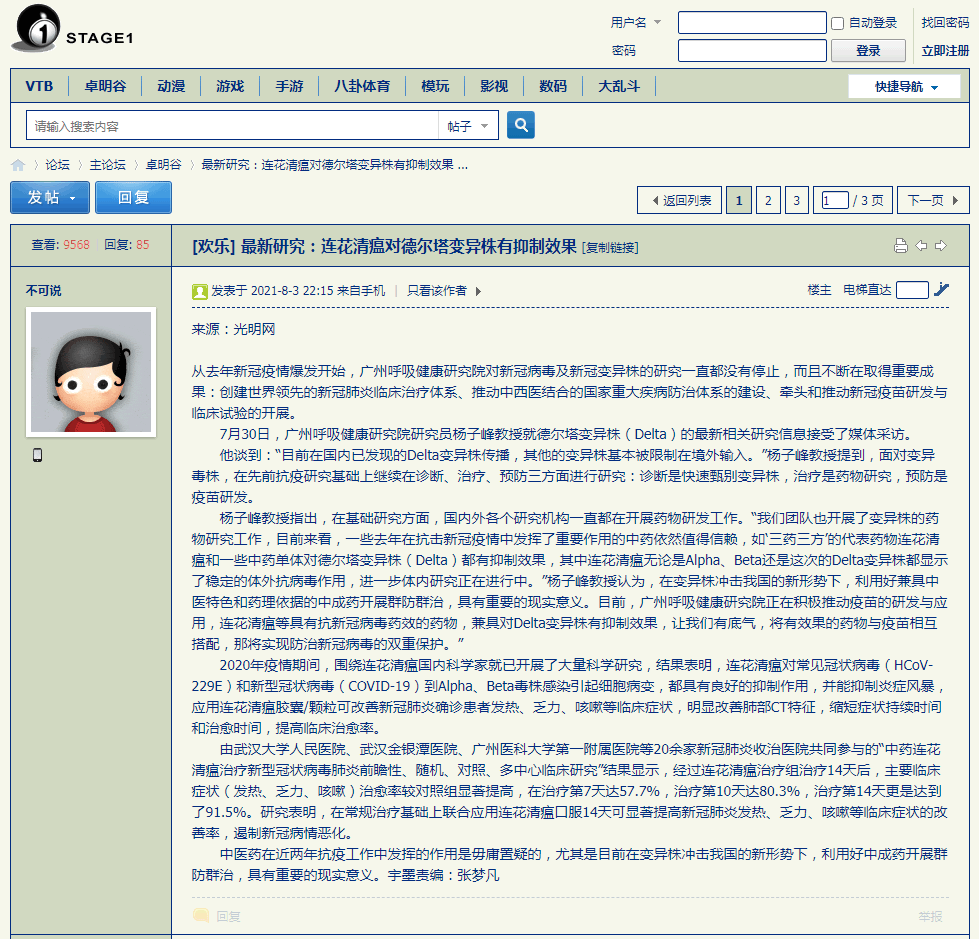 1
STAGE1
用户名
自动登录
找回密码
密码
登录
立即注册
VTB
卓明谷
动漫
游戏
手游
八卦体育
模玩
影视
数码
大乱斗
快捷导航
请输入搜索内容
帖子
论坛
主论坛
卓明谷
最新研究：连花清瘟对德尔塔变异株有抑制效果 ...
发帖
回复
返回列表
1
2
3
1
/ 3 页
下一页
查看: 9568
回复: 85
[欢乐] 最新研究：连花清瘟对德尔塔变异株有抑制效果 [复制链接]
不可说
发表于 2021-8-3 22:15 来自手机 | 只看该作者
楼主
电梯直达
来源：光明网
从去年新冠疫情爆发开始，广州呼吸健康研究院对新冠病毒及新冠变异株的研究一直都没有停止，而且不断在取得重要成
果：创建世界领先的新冠肺炎临床治疗体系、推动中西医结合的国家重大疾病防治体系的建设、牵头和推动新冠疫苗研发与
临床试验的开展。
7月30日，广州呼吸健康研究院研究员杨子峰教授就德尔塔变异株（Delta）的最新相关研究信息接受了媒体采访。
他谈到：“目前在国内已发现的Delta变异株传播，其他的变异株基本被限制在境外输入。”杨子峰教授提到，面对变异
毒株，在先前抗疫研究基础上继续在诊断、治疗、预防三方面进行研究：诊断是快速甄别变异株，治疗是药物研究，预防是
疫苗研发。
杨子峰教授指出，在基础研究方面，国内外各个研究机构一直都在开展药物研发工作。“我们团队也开展了变异株的药
物研究工作，目前来看，一些去年在抗击新冠疫情中发挥了重要作用的中药依然值得信赖，如‘三药三方’的代表药物连花清
瘟和一些中药单体对德尔塔变异株（Delta）都有抑制效果，其中连花清瘟无论是Alpha、Beta还是这次的Delta变异株都显示
了稳定的体外抗病毒作用，进一步体内研究正在进行中。”杨子峰教授认为，在变异株冲击我国的新形势下，利用好兼具中
医特色和药理依据的中成药开展群防群治，具有重要的现实意义。目前，广州呼吸健康研究院正在积极推动疫苗的研发与应
用，连花清瘟等具有抗新冠病毒药效的药物，兼具对Delta变异株有抑制效果，让我们有底气，将有效果的药物与疫苗相互
搭配，那将实现防治新冠病毒的双重保护。”
2020年疫情期间，围绕连花清瘟国内科学家就已开展了大量科学研究，结果表明，连花清瘟对常见冠状病毒（HCoV-
229E）和新型冠状病毒（COVID-19）到Alpha、Beta毒株感染引起细胞病变，都具有良好的抑制作用，并能抑制炎症风暴，
应用连花清瘟胶囊/颗粒可改善新冠肺炎确诊患者发热、乏力、咳嗽等临床症状，明显改善肺部CT特征，缩短症状持续时间
和治愈时间，提高临床治愈率。
由武汉大学人民医院、武汉金银潭医院、广州医科大学第一附属医院等20余家新冠肺炎收治医院共同参与的“中药连花
清瘟治疗新型冠状病毒肺炎前瞻性、随机、对照、多中心临床研究”结果显示，经过连花清瘟治疗组治疗14天后，主要临床
症状（发热、乏力、咳嗽）治愈率较对照组显著提高，在治疗第7天达57.7%，治疗第10天达80.3%，治疗第14天更是达到
了91.5%。研究表明，在常规治疗基础上联合应用连花清瘟口服14天可显著提高新冠肺炎发热、乏力、咳嗽等临床症状的改
善率，遏制新冠病情恶化。
中医药在近两年抗疫工作中发挥的作用是毋庸置疑的，尤其是目前在变异株冲击我国的新形势下，利用好中成药开展群
防群治，具有重要的现实意义。宇墨责编：张梦凡
回复
举报